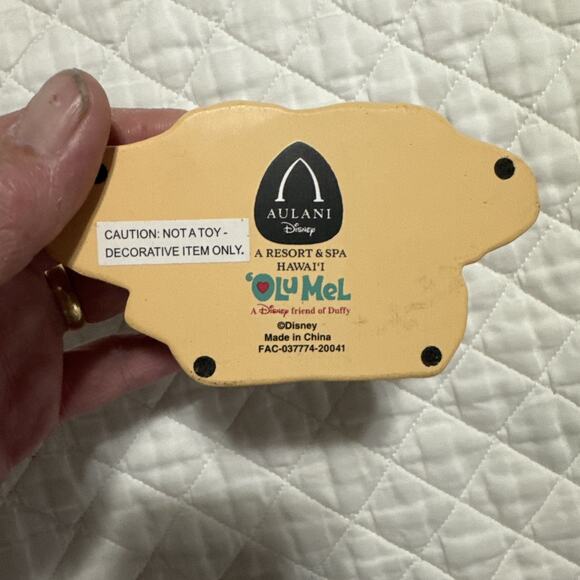 AULANI
Disney
CAUTION: NOT A TOY -
DECORATIVE ITEM ONLY.
A RESORT & SPA
HAWAI'I
'OLU MEL
A Disney friend of Duffy
©Disney
Made in China
FAC-037774-20041